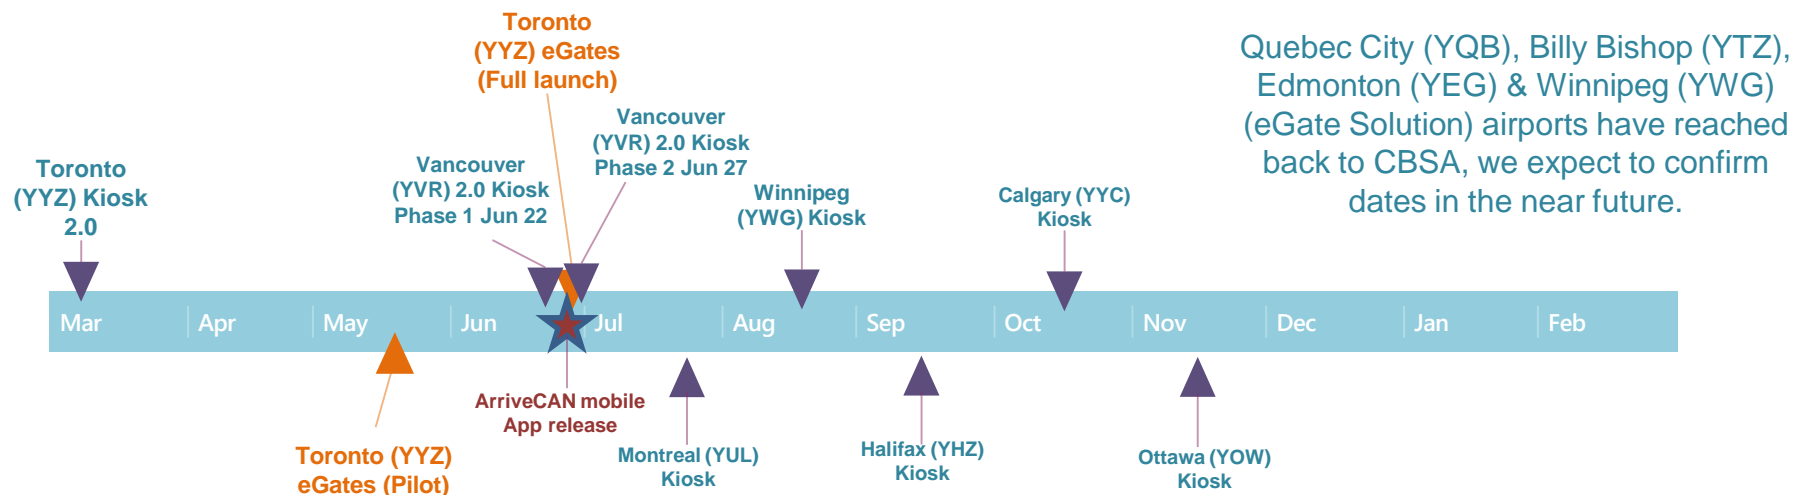 Toronto
(YYZ) eGates
(Full launch)
Quebec City (YQB), Billy Bishop (YTZ),
Edmonton (YEG) & Winnipeg (YWG)
(eGate Solution) airports have reached
back to CBSA, we expect to confirm
dates in the near future.
Toronto
(YYZ) Kiosk
2.0
Vancouver
(YVR) 2.0 Kiosk
Phase 1 Jun 22
Vancouver
(YVR) 2.0 Kiosk
Phase 2 Jun 27
Winnipeg
(YWG) Kiosk
Calgary (YYC)
Kiosk
Mar Apr May Jun Jul Aug Sep Oct Nov Dec Jan Feb
ArriveCAN mobile
App release
Toronto (YYZ)
eGates (Pilot)
Montreal (YUL)
Kiosk
Halifax (YHZ)
Kiosk
Ottawa (YOW)
Kiosk